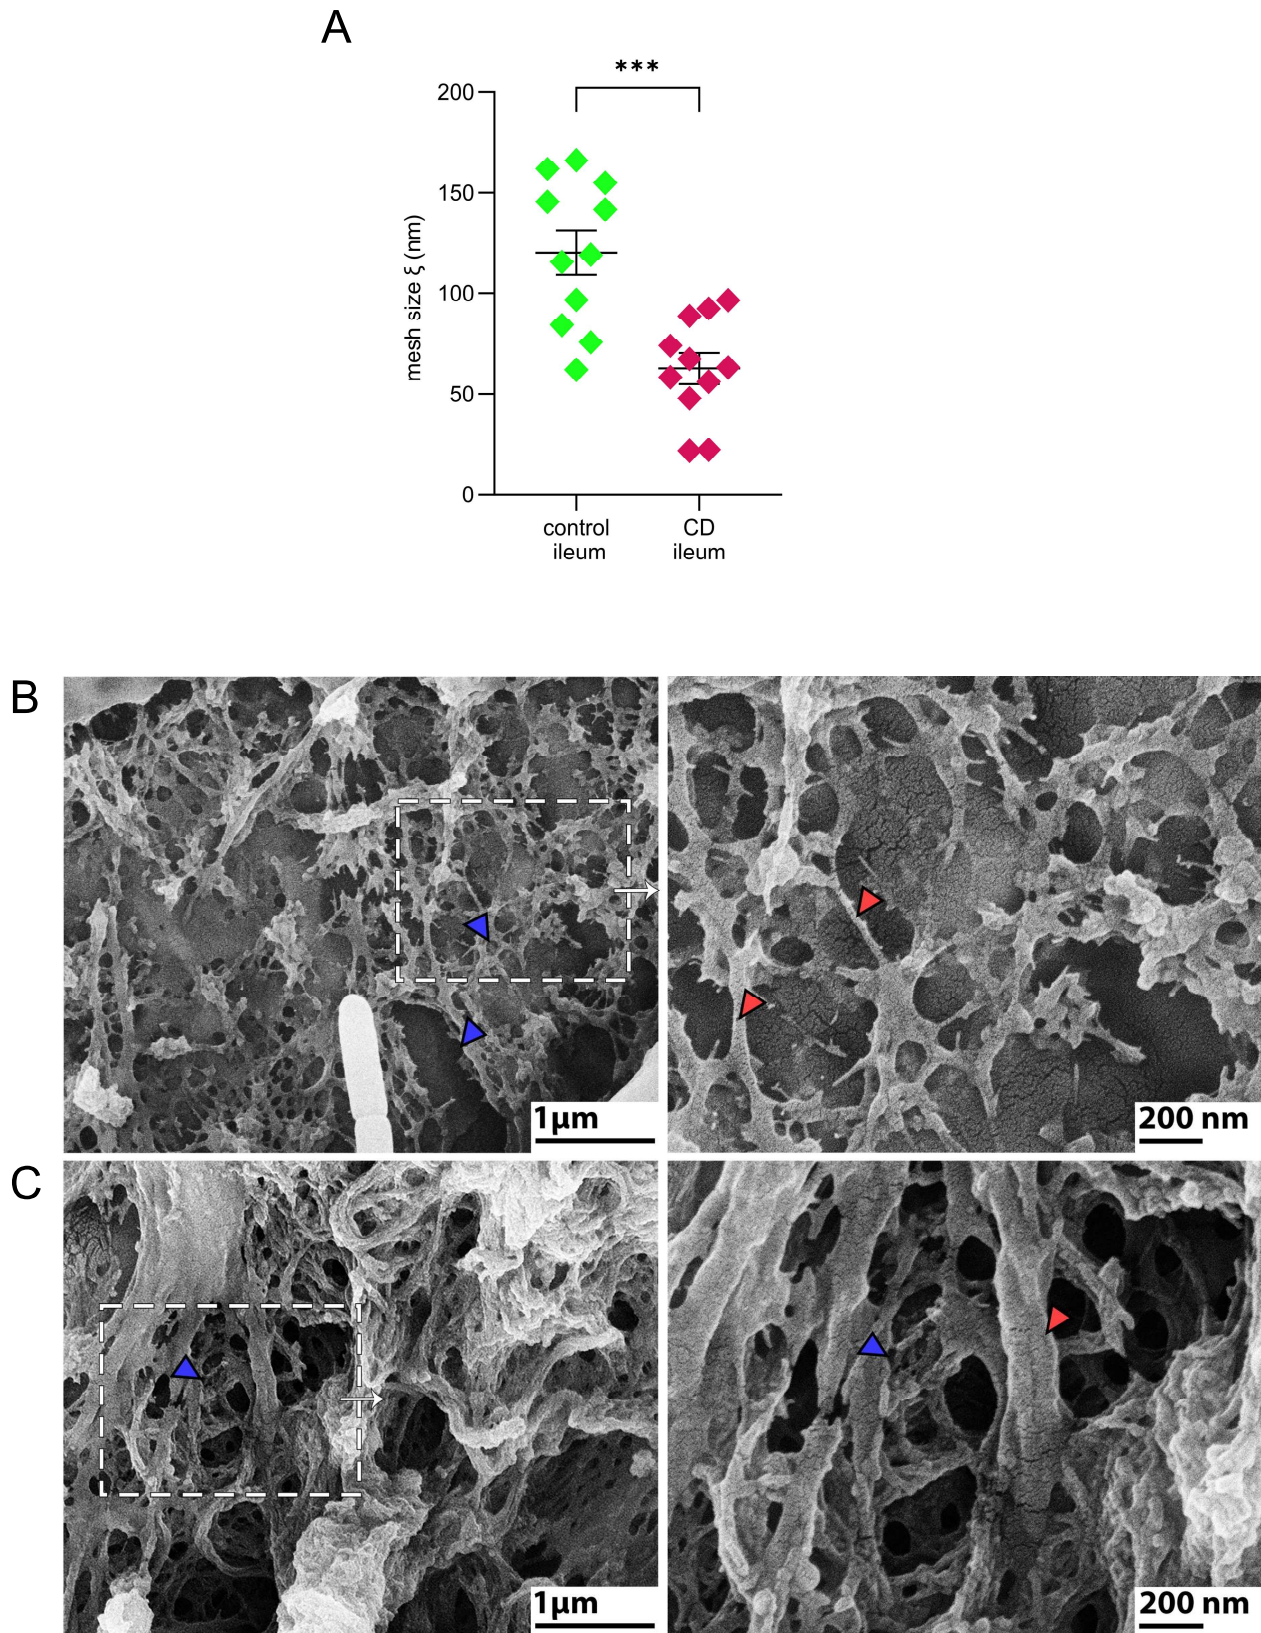 A
***
200
150
100
50
0
mesh size ξ (nm)
control
ileum
CD
ileum
B
1µm
200 nm
C
1µm
200 nm